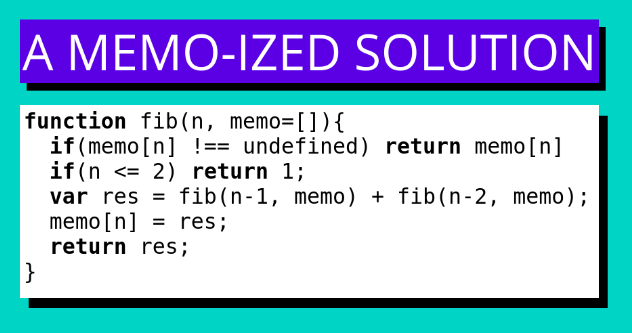 A MEMO-IZED SOLUTION
function fib(n, memo=[]){
  if(memo[n] !== undefined) return memo[n]
  if(n <= 2) return 1;
  var res = fib(n-1, memo) + fib(n-2, memo);
  memo[n] = res;
  return res;
}